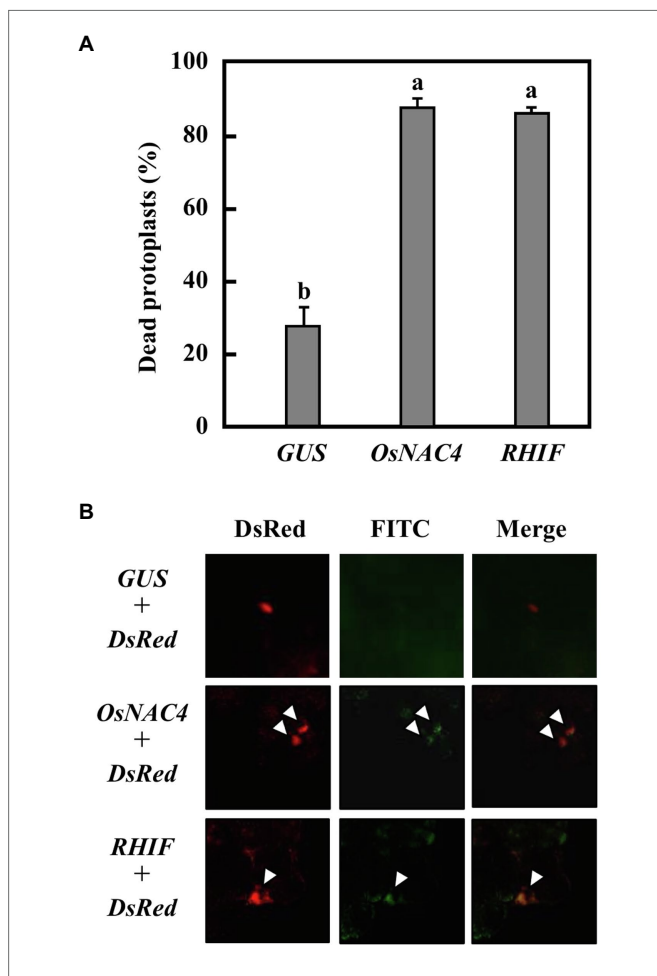 A
100
80
60
40
20
0
Dead protoplasts (%)
b
a
a
GUS OsNAC4 RHIF
B
DsRed FITC Merge
GUS
+
DsRed
OsNAC4
+
DsRed
RHIF
+
DsRed